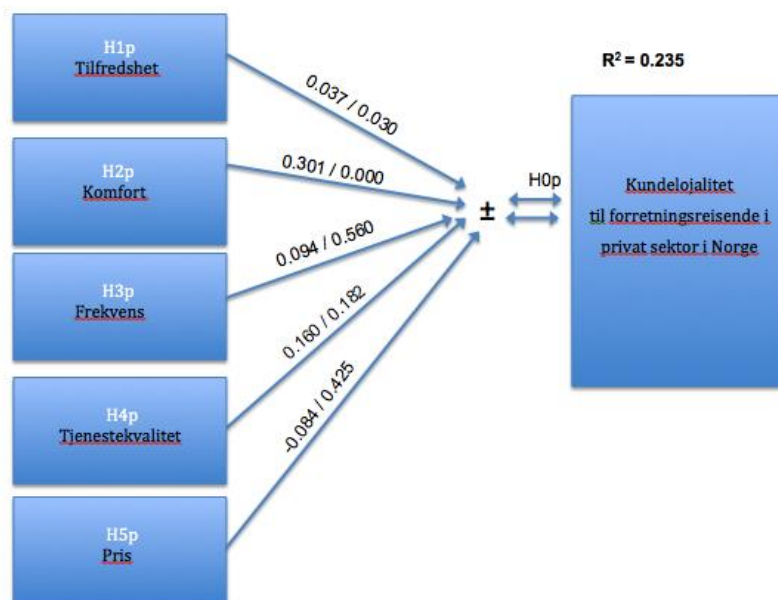 H1p
Tilfredshet
H2p
Komfort
H3p
Frekvens
H4p
Tjenestekvalitet
H5p
Pris
0.037 / 0.030
0.301 / 0.000
0.094 / 0.560
0.160 / 0.182
-0.084 / 0.425
±
H0p
R² = 0.235
Kundelojalitet
til forretningsreisende i
privat sektor i Norge